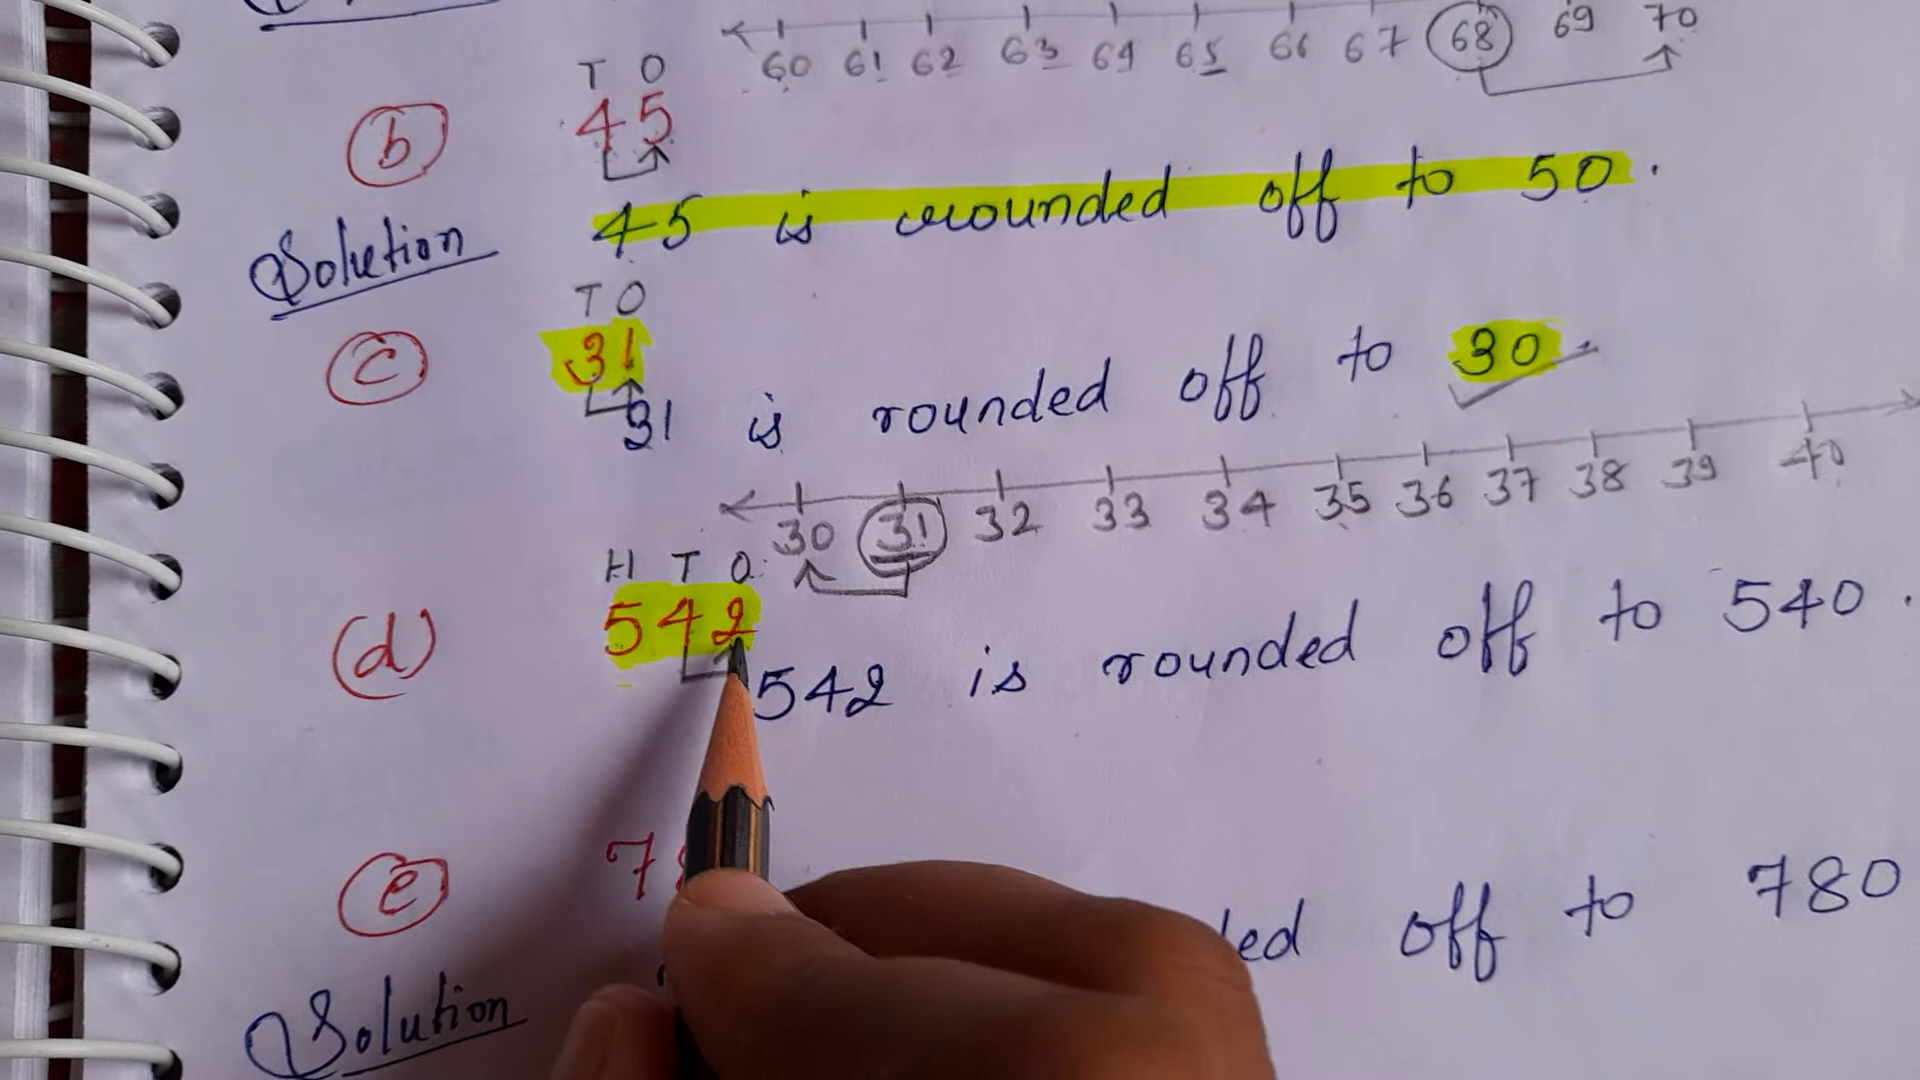 60 61 62 63 64 65 66 67 68 69 70
T O
(b) 45
Solution 45 is rounded off to 50.
T O
(c) 31
31 is rounded off to 30.
30 31 32 33 34 35 36 37 38 39 40
H T O
(d) 542
542 is rounded off to 540.
(e) 7
off to 780
Solution